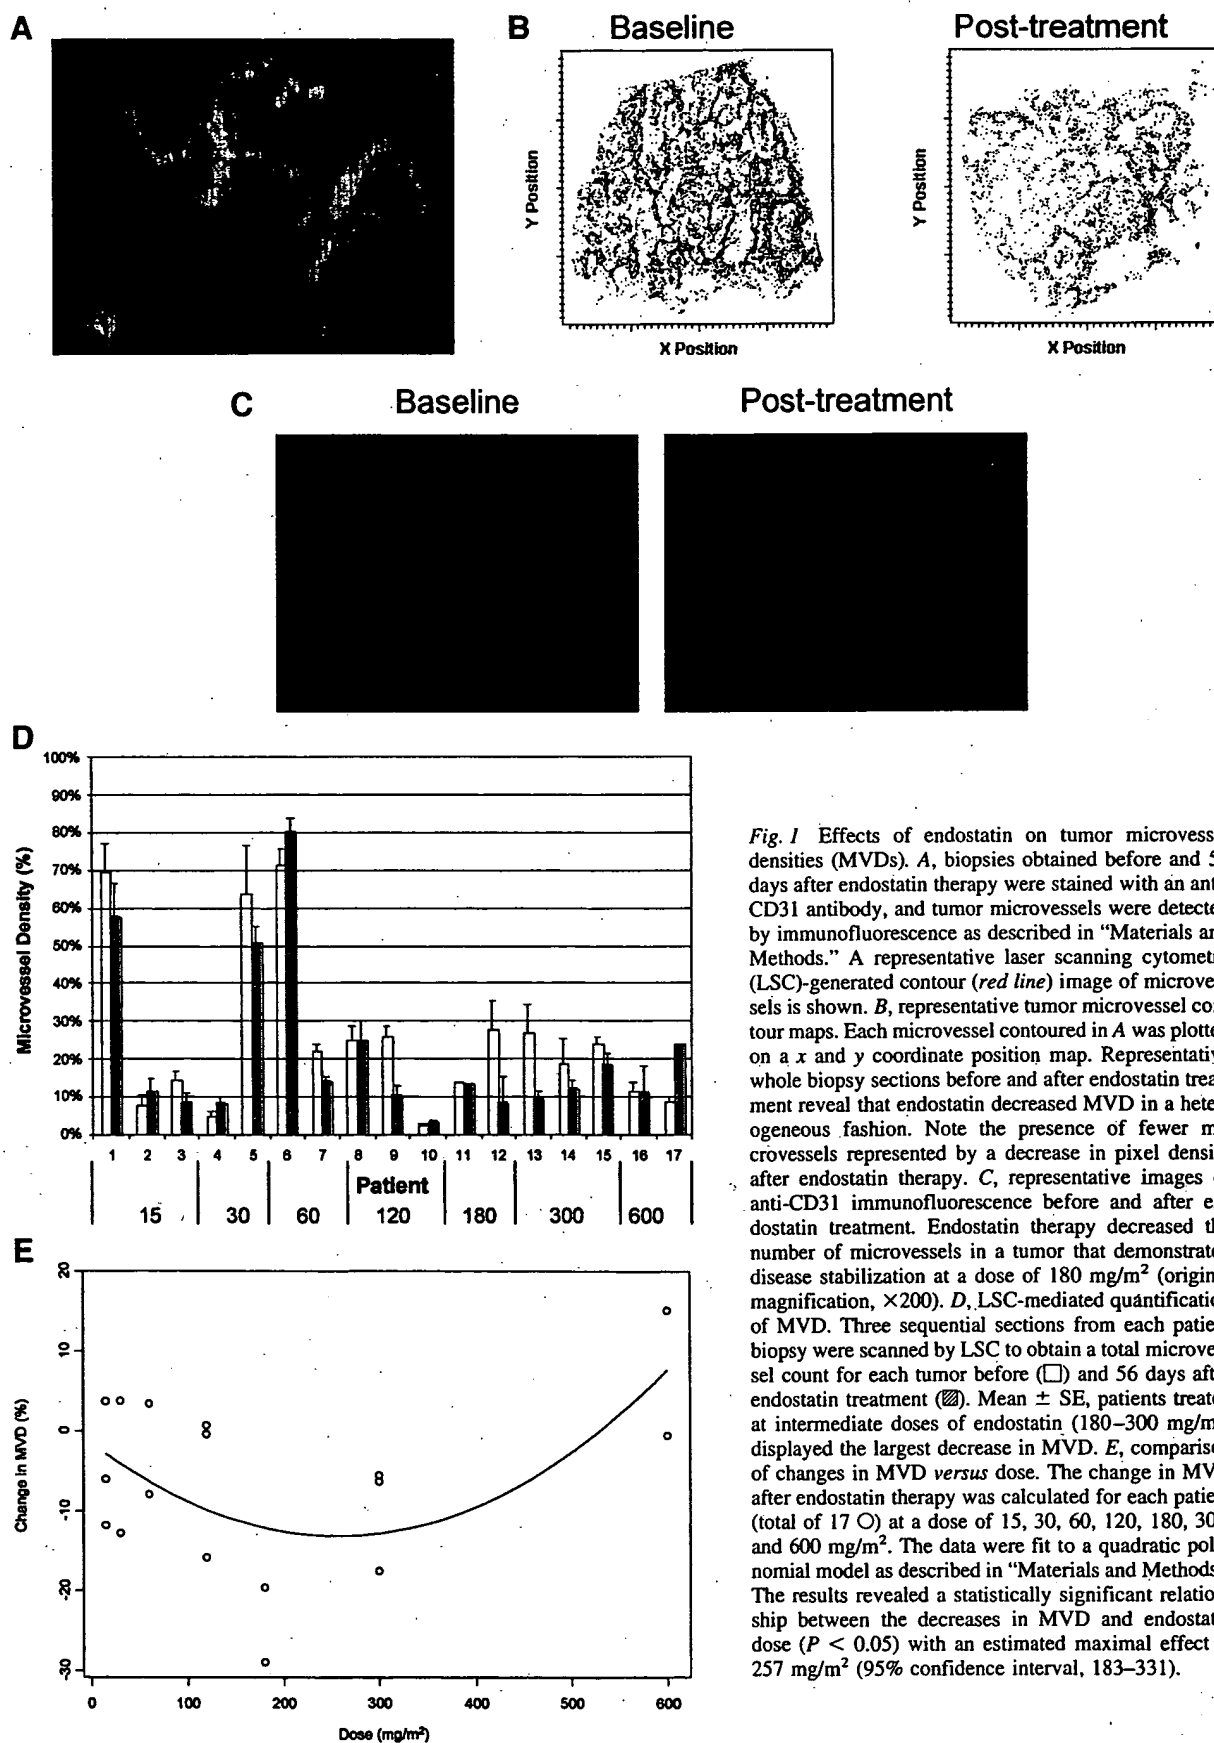 A
B
Baseline
Post-treatment
Y Position
X Position
Y Position
X Position
C
Baseline
Post-treatment
D
Microvessel Density (%)
100%
90%
80%
70%
60%
50%
40%
30%
20%
10%
0%
1 2 3 4 5 6 7 8 9 10 11 12 13 14 15 16 17
Patient
15 30 60 120 180 300 600
E
Change in MVD (%)
20
10
0
-10
-20
-30
0 100 200 300 400 500 600
Dose (mg/m²)
Fig. 1 Effects of endostatin on tumor microvess
densities (MVDs). A, biopsies obtained before and 5
days after endostatin therapy were stained with an ant
CD31 antibody, and tumor microvessels were detecte
by immunofluorescence as described in “Materials an
Methods.” A representative laser scanning cytomet
(LSC)-generated contour (red line) image of microve
sels is shown. B, representative tumor microvessel co
tour maps. Each microvessel contoured in A was plotte
on a x and y coordinate position map. Representativ
whole biopsy sections before and after endostatin trea
ment reveal that endostatin decreased MVD in a hete
ogeneous fashion. Note the presence of fewer m
crovessels represented by a decrease in pixel densi
after endostatin therapy. C, representative images
anti-CD31 immunofluorescence before and after e
dostatin treatment. Endostatin therapy decreased th
number of microvessels in a tumor that demonstrat
disease stabilization at a dose of 180 mg/m² (origin
magnification, ×200). D, LSC-mediated quantificatio
of MVD. Three sequential sections from each patie
biopsy were scanned by LSC to obtain a total microve
sel count for each tumor before (□) and 56 days aft
endostatin treatment (▨). Mean ± SE, patients treat
at intermediate doses of endostatin (180–300 mg/m
displayed the largest decrease in MVD. E, comparis
of changes in MVD versus dose. The change in MV
after endostatin therapy was calculated for each patie
(total of 17 ○) at a dose of 15, 30, 60, 120, 180, 30
and 600 mg/m². The data were fit to a quadratic pol
nomial model as described in “Materials and Methods
The results revealed a statistically significant relatio
ship between the decreases in MVD and endostat
dose (P < 0.05) with an estimated maximal effect
257 mg/m² (95% confidence interval, 183–331).